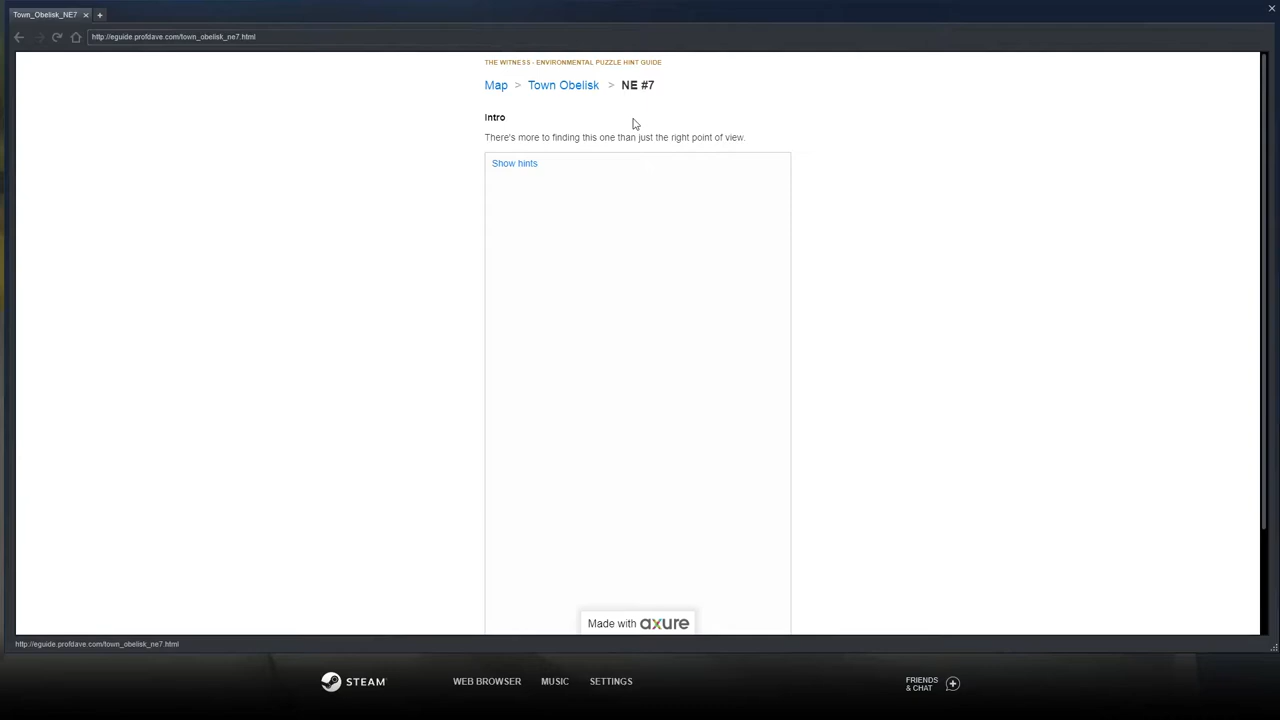 Town_Obelisk_NE7
http://eguide.profdave.com/town_obelisk_ne7.html
THE WITNESS - ENVIRONMENTAL PUZZLE HINT GUIDE
Map > Town Obelisk > NE #7
Intro
There's more to finding this one than just the right point of view.
Show hints
Made with axure
http://eguide.profdave.com/town_obelisk_ne7.html
STEAM WEB BROWSER MUSIC SETTINGS FRIENDS
& CHAT